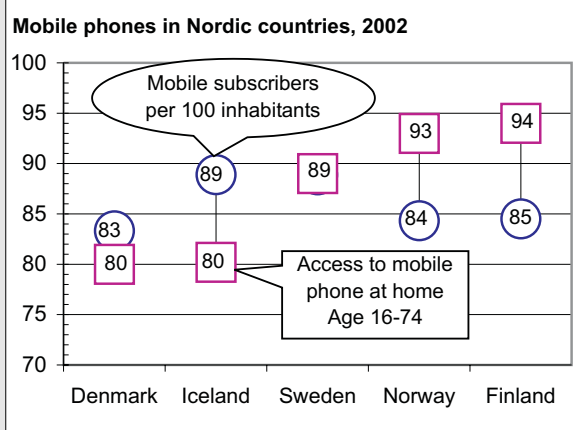 Mobile phones in Nordic countries, 2002
100
Mobile subscribers
per 100 inhabitants
95
94
93
90
89
89
85
83
84
85
80
80
80
Access to mobile
phone at home
Age 16-74
75
70
Denmark Iceland Sweden Norway Finland